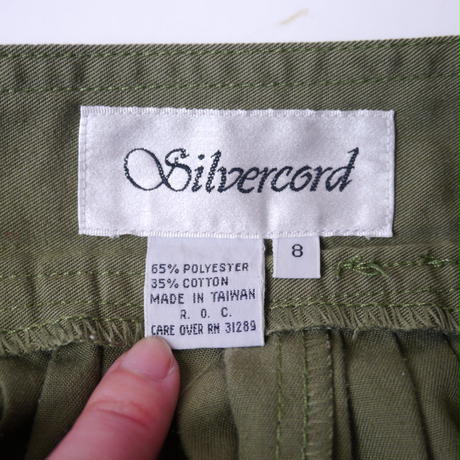 Silvercord
8
65% POLYESTER
35% COTTON
MADE IN TAIWAN
R. O. C.
CARE OVER RN 31289